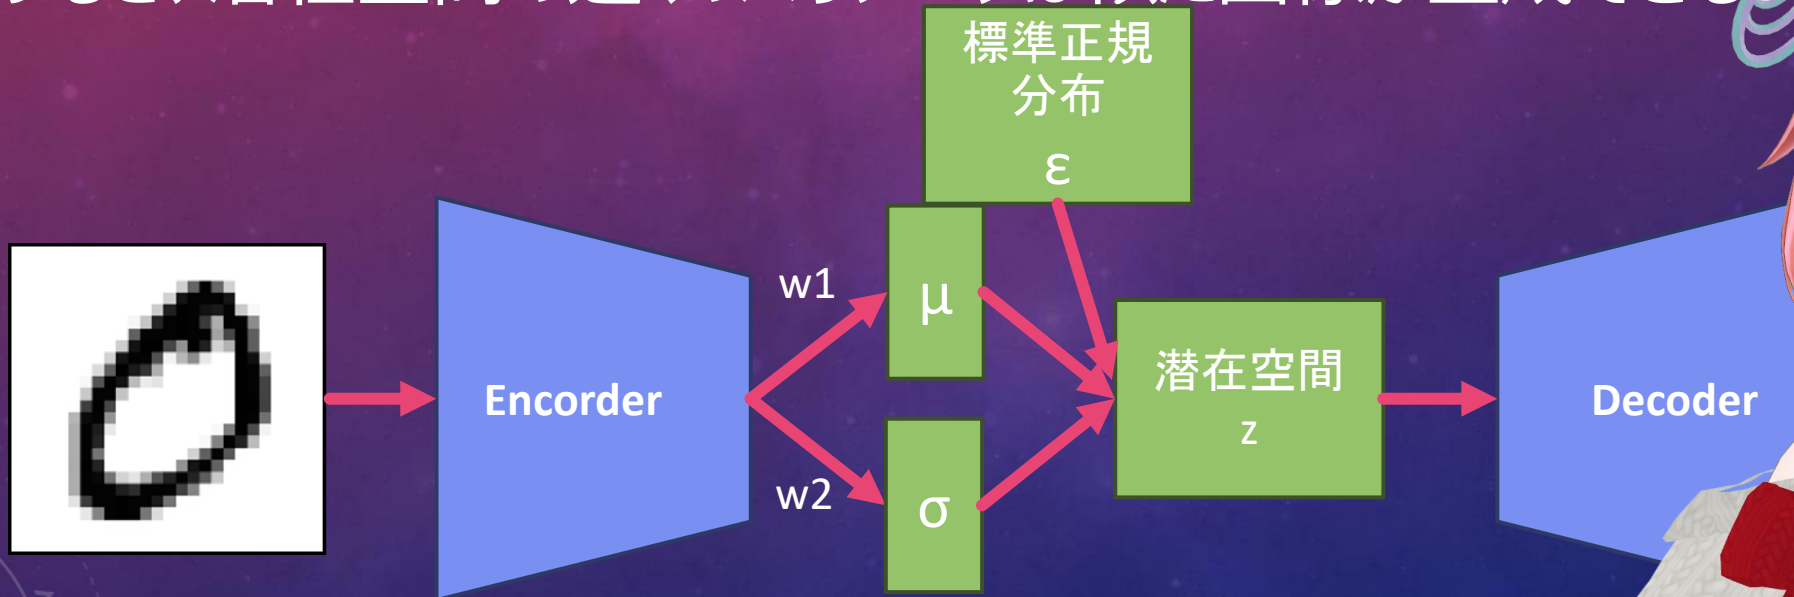 標準正規
分布
ε
w1
μ
Encorder
潜在空間
z
Decoder
w2
σ